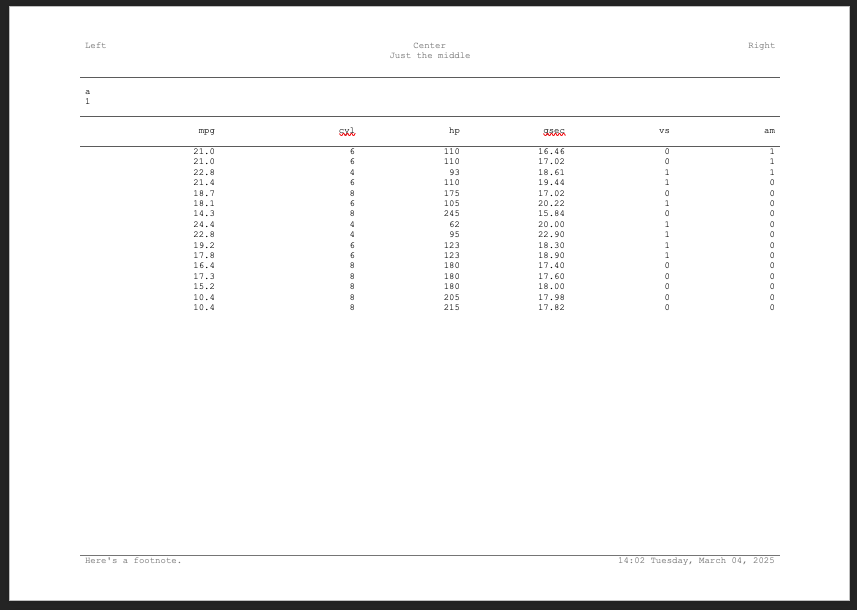 Left Center Right
Just the middle
a
1
mpg cyl hp qsec vs am
21.0 6 110 16.46 0 1
21.0 6 110 17.02 0 1
22.8 4 93 18.61 1 1
21.4 6 110 19.44 1 0
18.7 8 175 17.02 0 0
18.1 6 105 20.22 1 0
14.3 8 245 15.84 0 0
24.4 4 62 20.00 1 0
22.8 4 95 22.90 1 0
19.2 6 123 18.30 1 0
17.8 6 123 18.90 1 0
16.4 8 180 17.40 0 0
17.3 8 180 17.60 0 0
15.2 8 180 18.00 0 0
10.4 8 205 17.98 0 0
10.4 8 215 17.82 0 0
Here's a footnote. 14:02 Tuesday, March 04, 2025